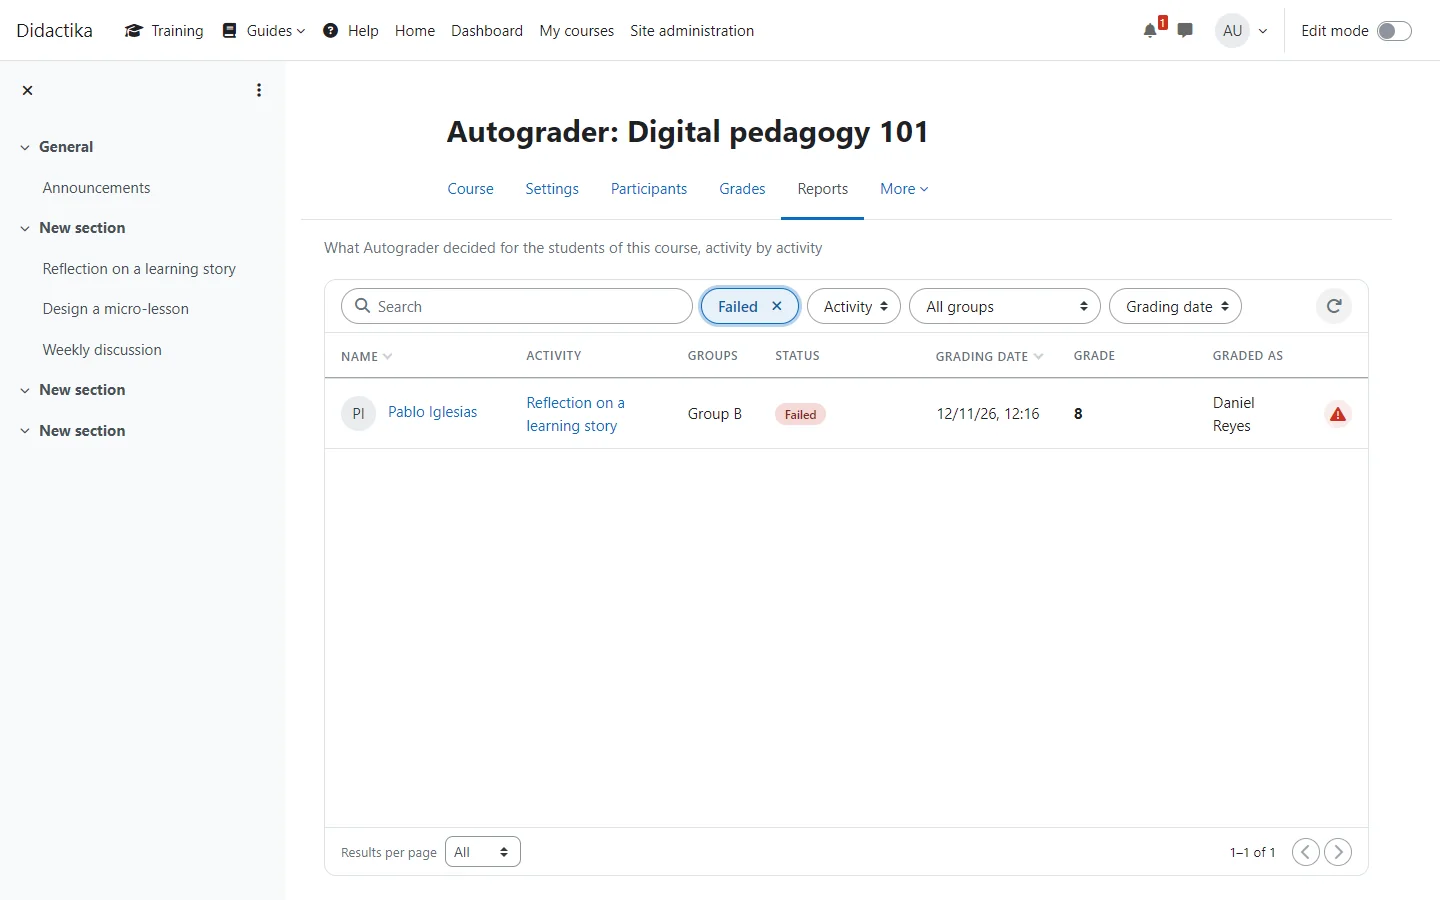 Didactika
Training
Guides
Help
Home
Dashboard
My courses
Site administration
1
AU
Edit mode
General
Announcements
New section
Reflection on a learning story
Design a micro-lesson
Weekly discussion
New section
New section
Autograder: Digital pedagogy 101
Course
Settings
Participants
Grades
Reports
More
What Autograder decided for the students of this course, activity by activity
Search
Failed
Activity
All groups
Grading date
NAME
ACTIVITY
GROUPS
STATUS
GRADING DATE
GRADE
GRADED AS
PI
Pablo Iglesias
Reflection on a
learning story
Group B
Failed
12/11/26, 12:16
8
Daniel
Reyes
Results per page
All
1–1 of 1